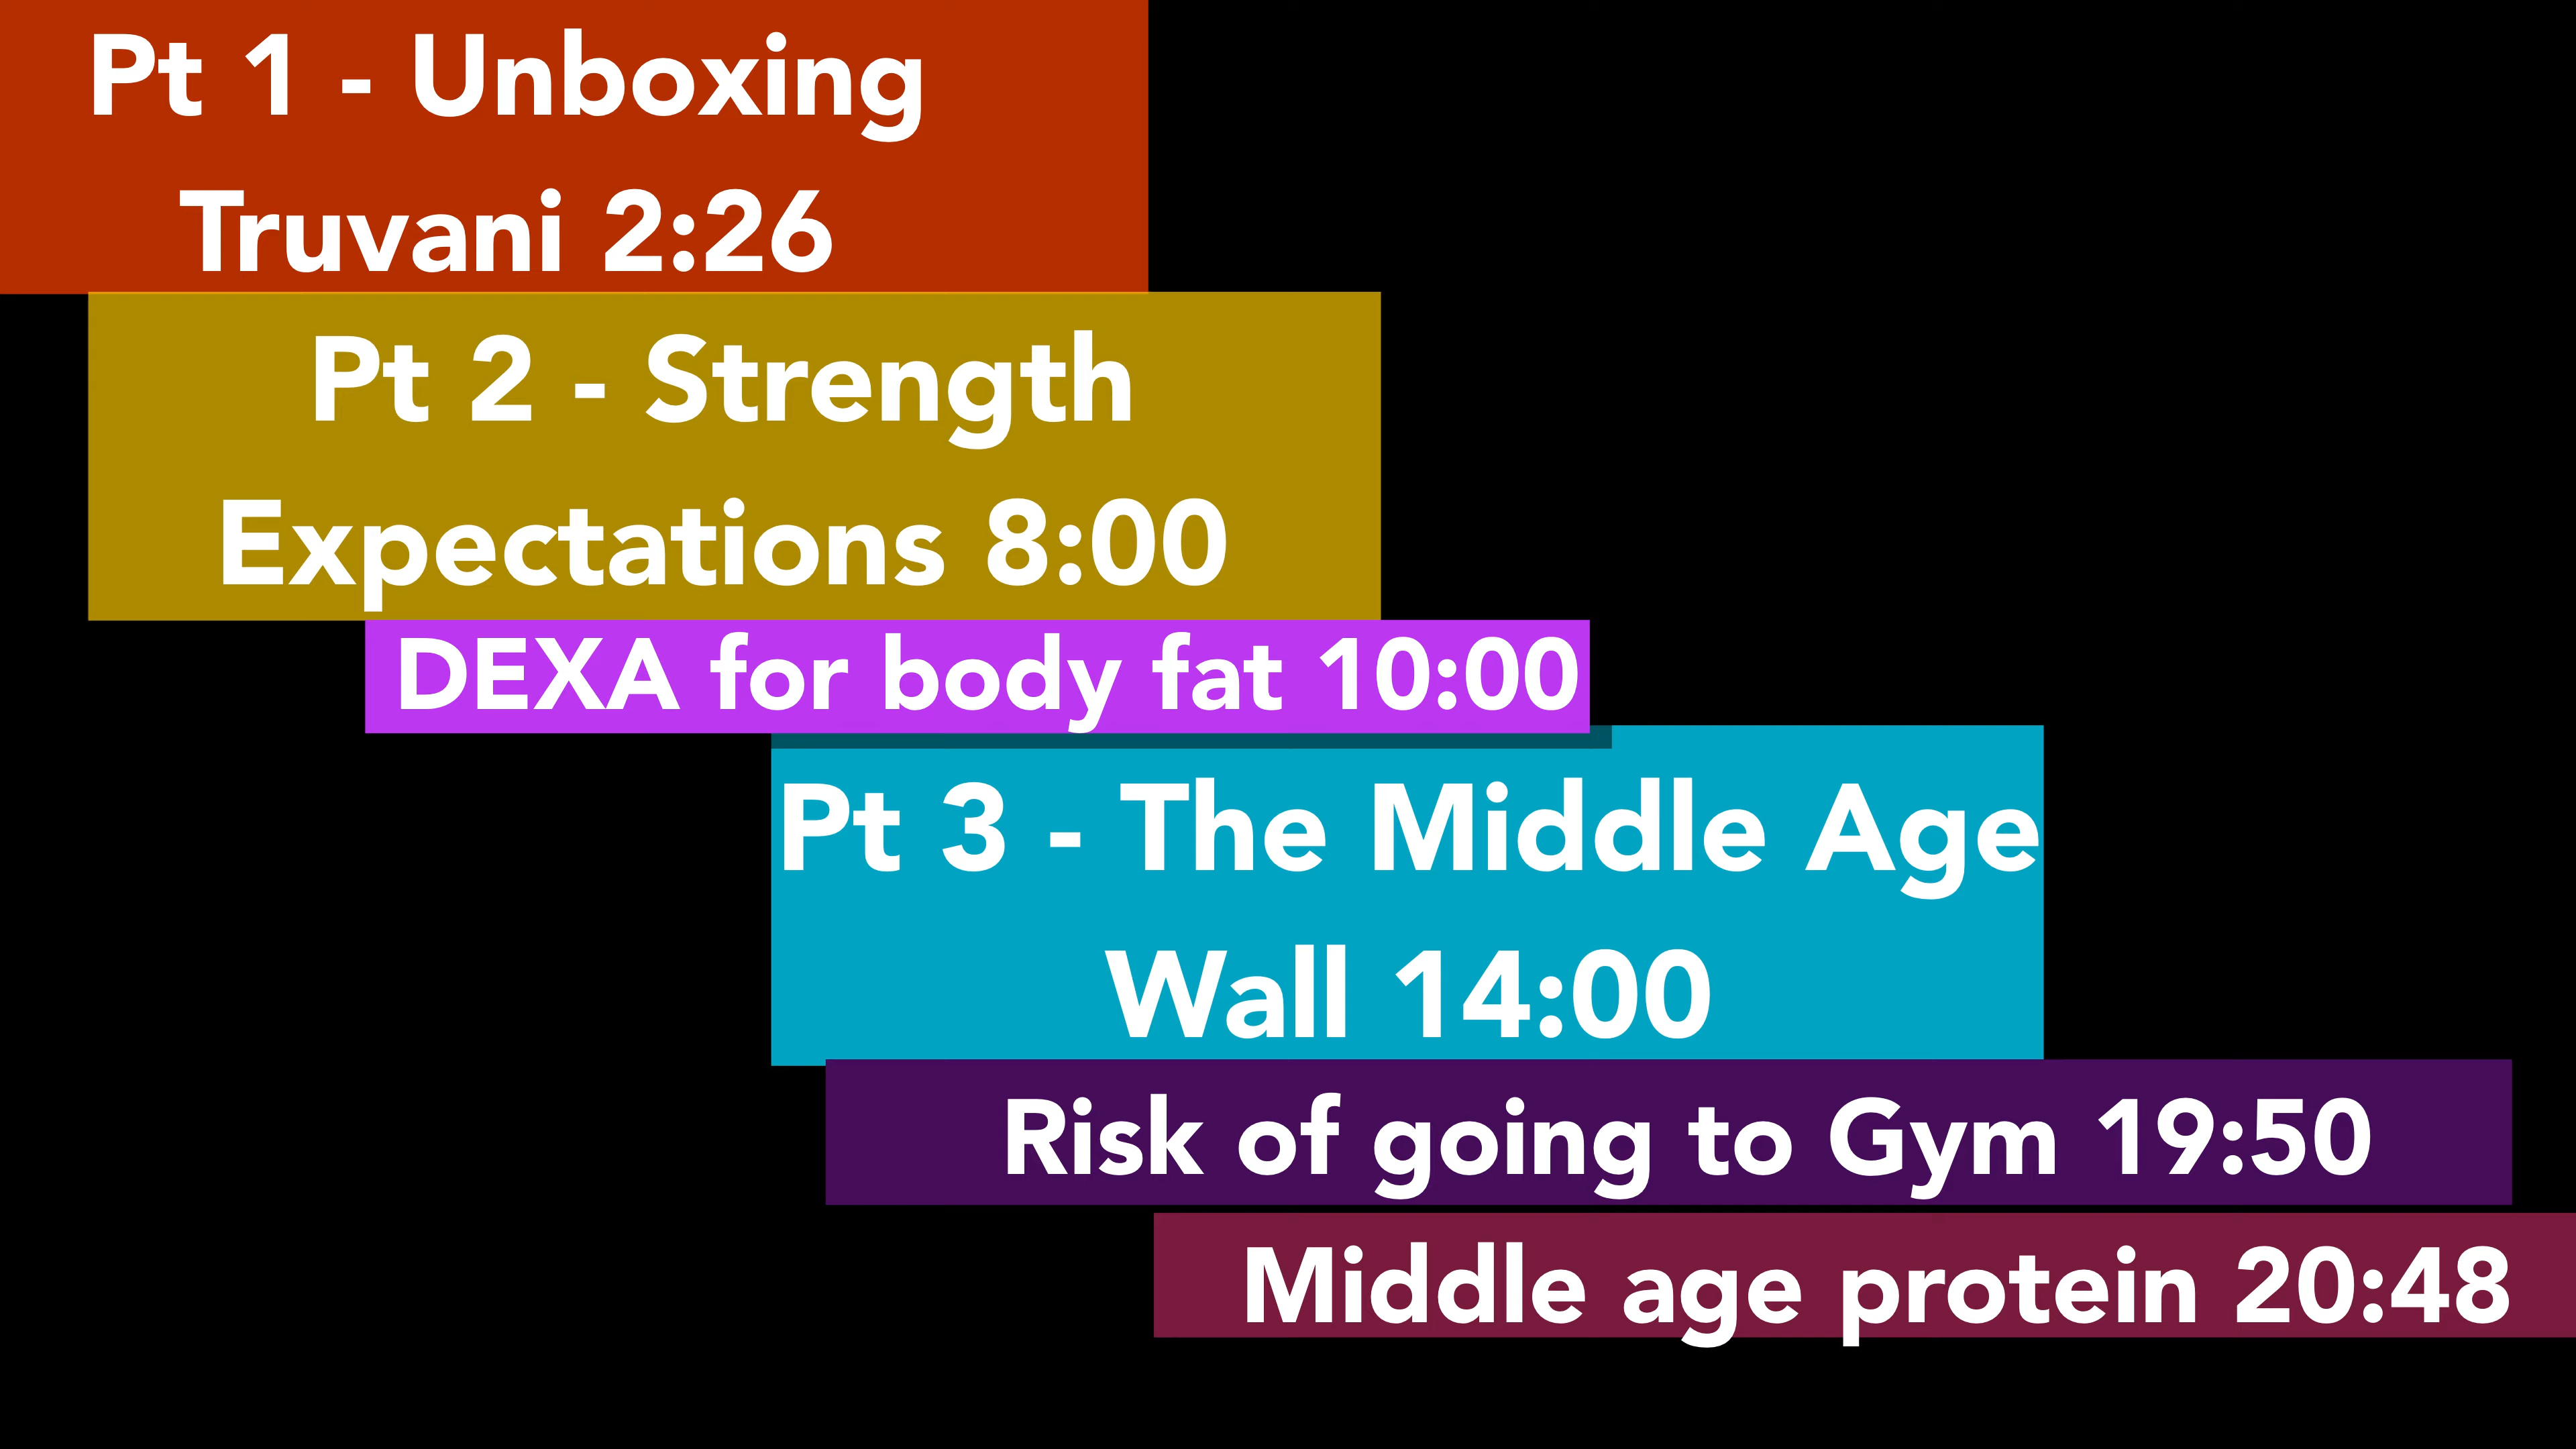 Pt 1 - Unboxing
Truvani 2:26
Pt 2 - Strength
Expectations 8:00
DEXA for body fat 10:00
Pt 3 - The Middle Age
Wall 14:00
Risk of going to Gym 19:50
Middle age protein 20:48